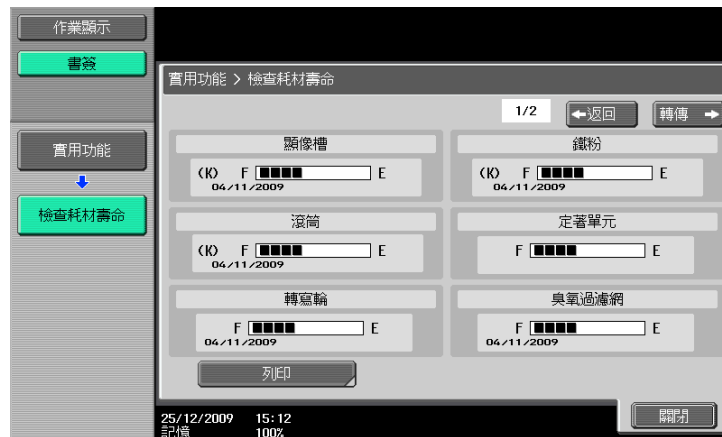 作業顯示
書簽
實用功能 > 檢查耗材壽命
1/2 ←返回 轉傳 →
實用功能
檢查耗材壽命
顯像槽
(K) F E
04/11/2009
鐵粉
(K) F E
04/11/2009
滾筒
(K) F E
04/11/2009
定著單元
F E
轉寫輪
F E
04/11/2009
臭氧過濾網
F E
04/11/2009
列印
25/12/2009 15:12
記憶 100%
關閉